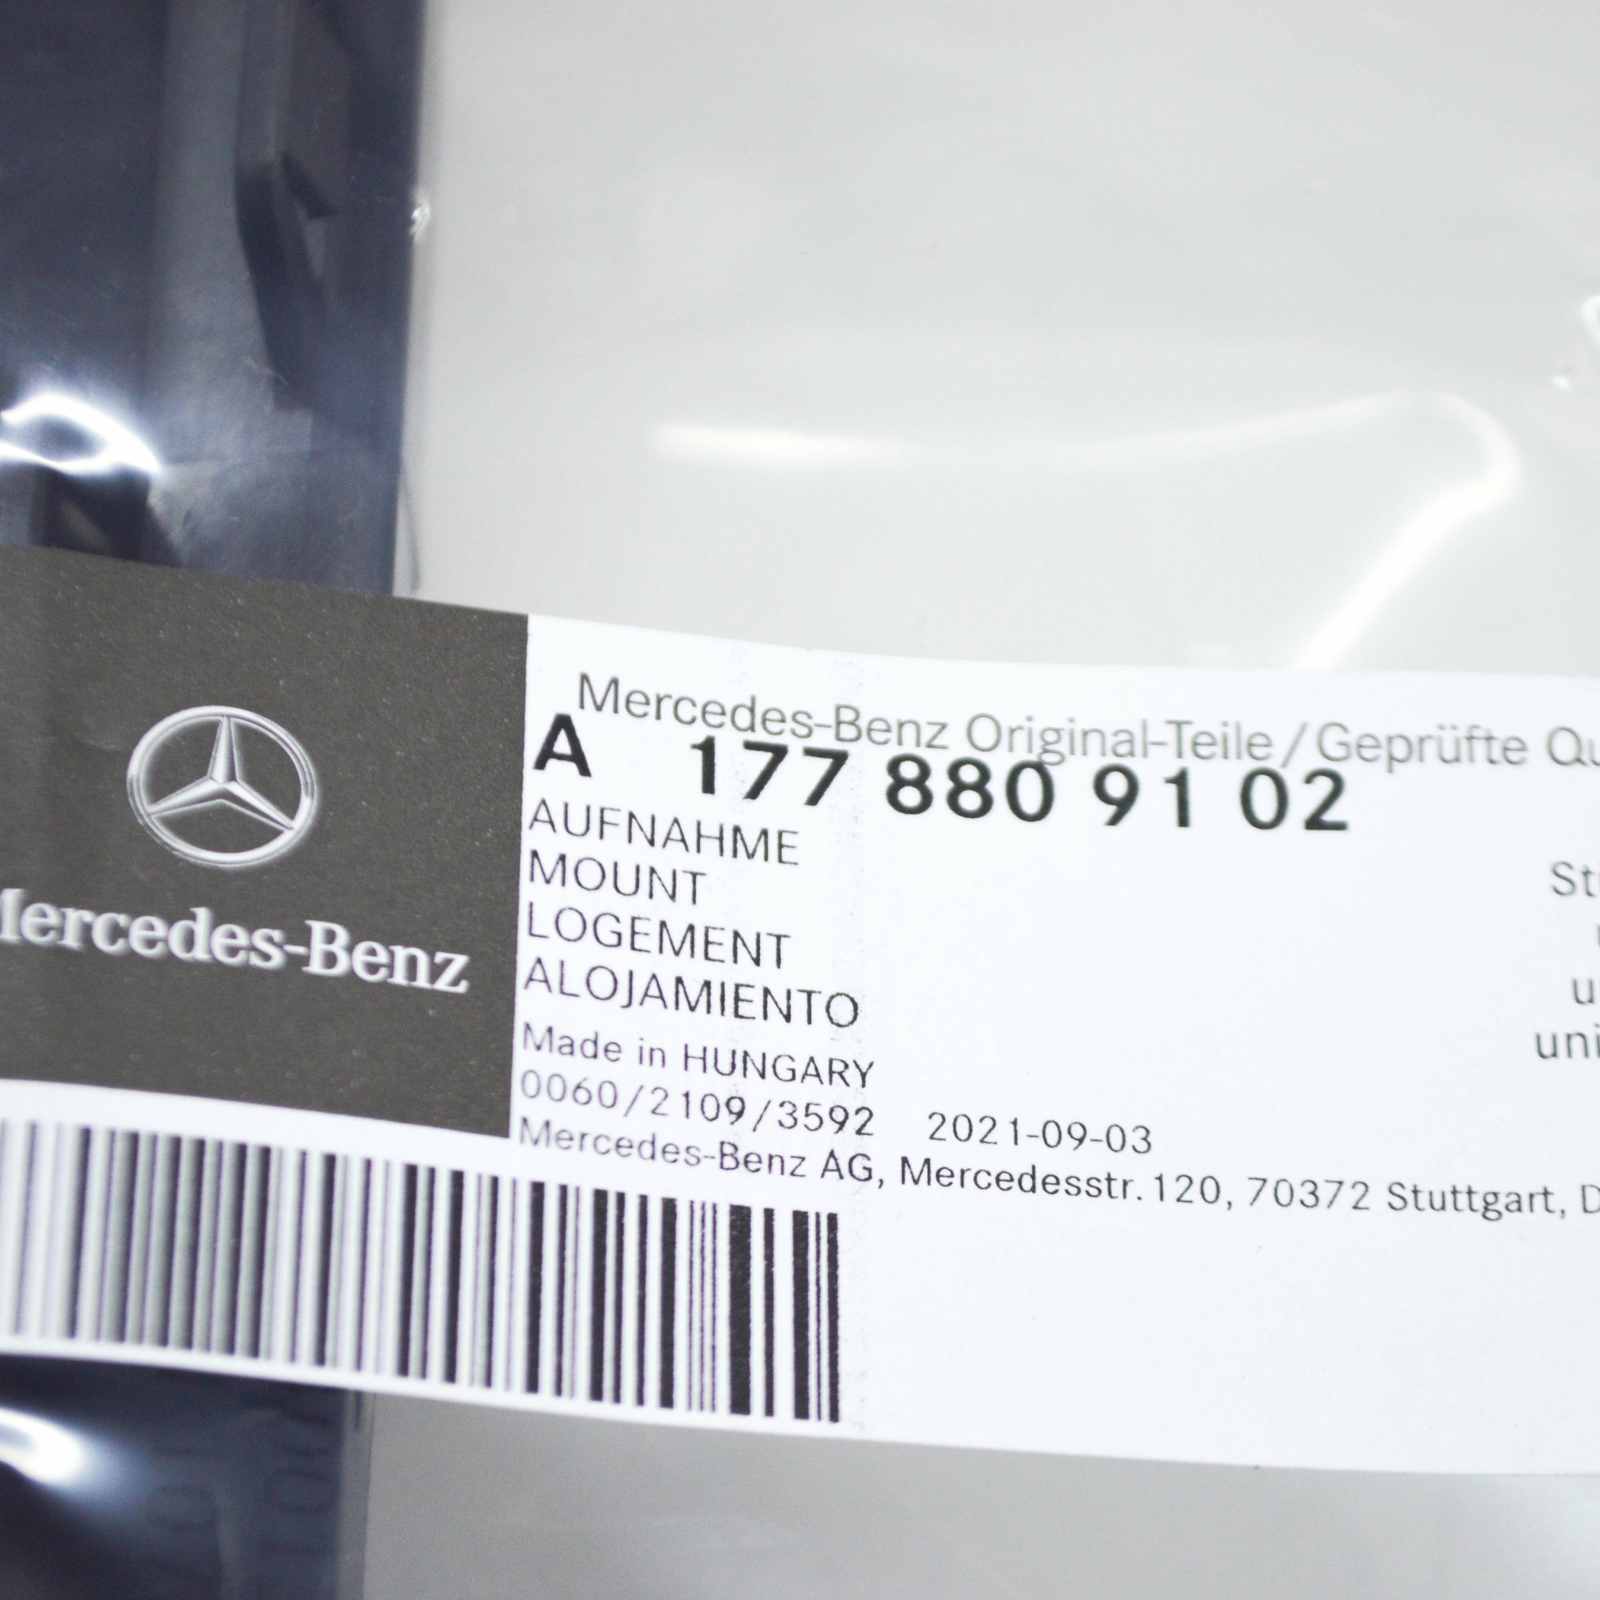 Mercedes-Benz
Mercedes-Benz Original-Teile/Geprüfte
A 177 880 91 02
AUFNAHME
MOUNT
LOGEMENT
ALOJAMIENTO
Made in HUNGARY
0060/2109/3592 2021-09-03
Mercedes-Benz AG, Mercedesstr. 120, 70372 Stuttgart, D